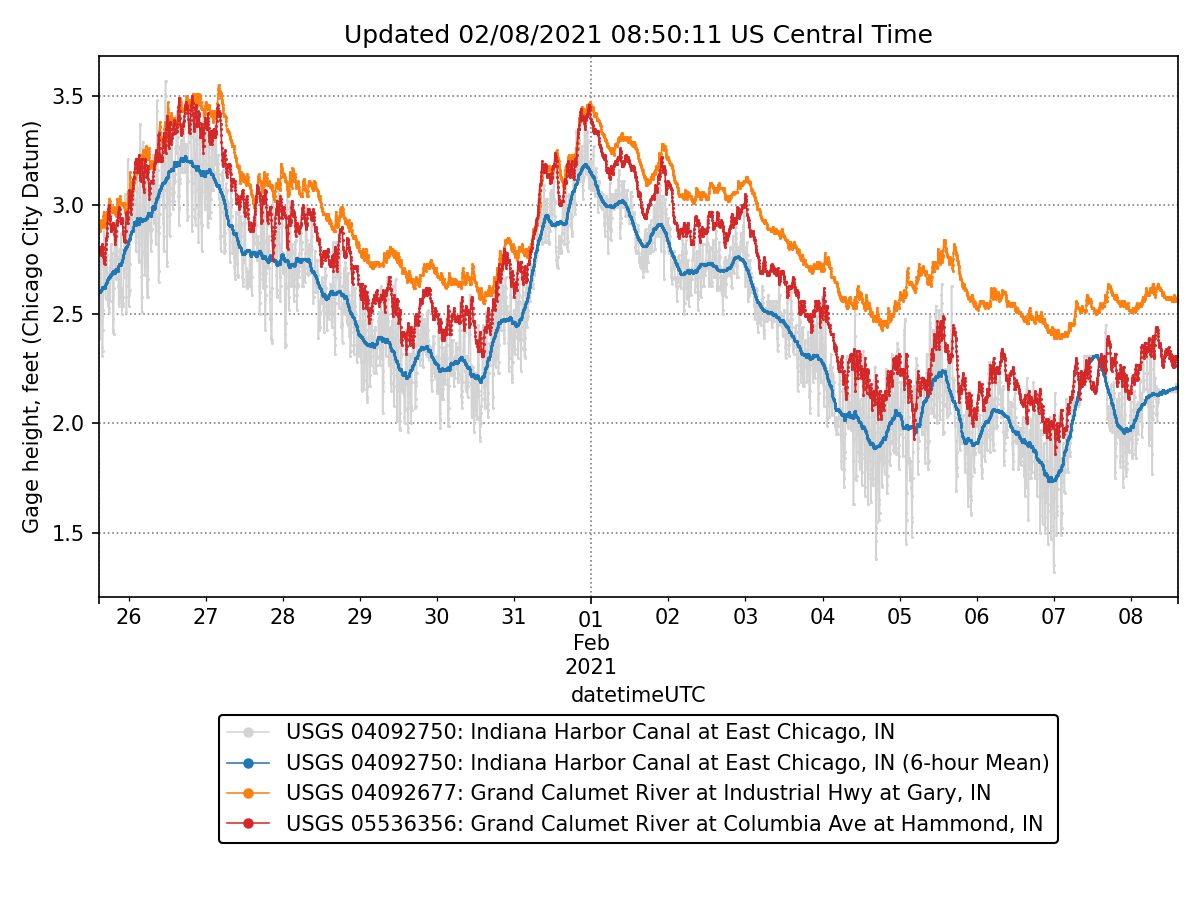 Updated 02/08/2021 08:50:11 US Central Time
Gage height, feet (Chicago City Datum)
3.5
3.0
2.5
2.0
1.5
26 27 28 29 30 31 01 02 03 04 05 06 07 08
Feb
2021
datetimeUTC
USGS 04092750: Indiana Harbor Canal at East Chicago, IN
USGS 04092750: Indiana Harbor Canal at East Chicago, IN (6-hour Mean)
USGS 04092677: Grand Calumet River at Industrial Hwy at Gary, IN
USGS 05536356: Grand Calumet River at Columbia Ave at Hammond, IN